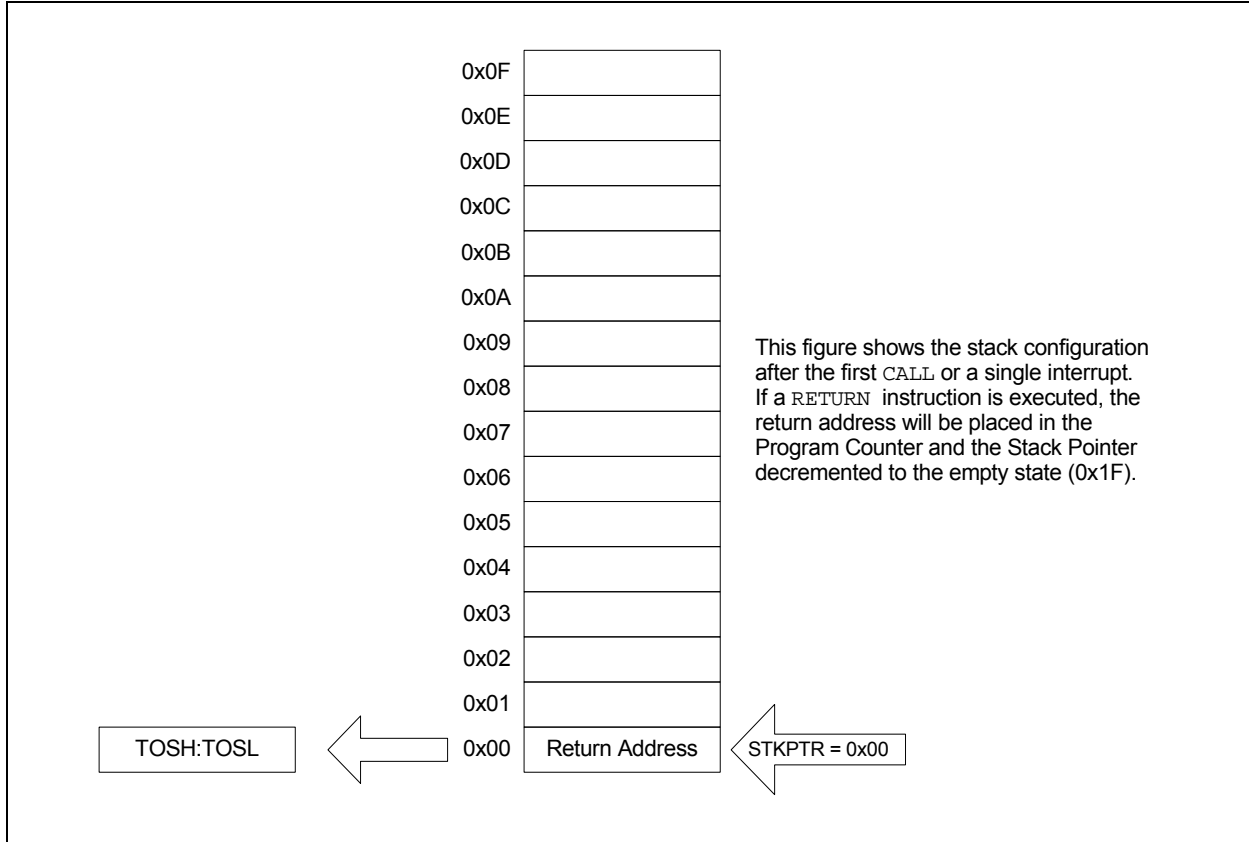 0x0F
0x0E
0x0D
0x0C
0x0B
0x0A
0x09
0x08
0x07
0x06
0x05
0x04
0x03
0x02
0x01
This figure shows the stack configuration
after the first CALL or a single interrupt.
If a RETURN instruction is executed, the
return address will be placed in the
Program Counter and the Stack Pointer
decremented to the empty state (0x1F).
TOSH:TOSL
0x00
Return Address
STKPTR = 0x00